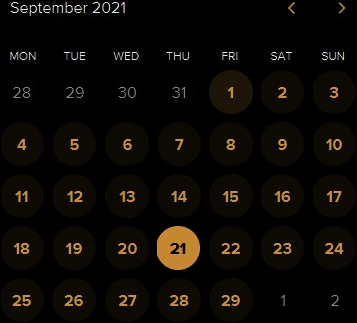 September 2021
MON TUE WED THU FRI SAT SUN
28 29 30 31 1 2 3
4 5 6 7 8 9 10
11 12 13 14 15 16 17
18 19 20 21 22 23 24
25 26 27 28 29 1 2